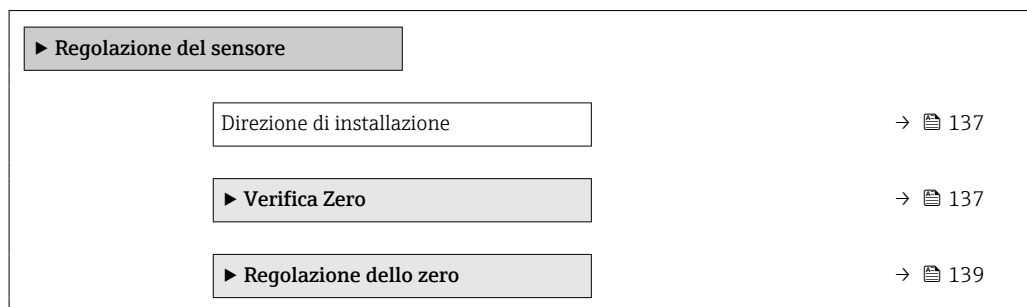 ▶ Regolazione del sensore
Direzione di installazione → 137
▶ Verifica Zero → 137
▶ Regolazione dello zero → 139